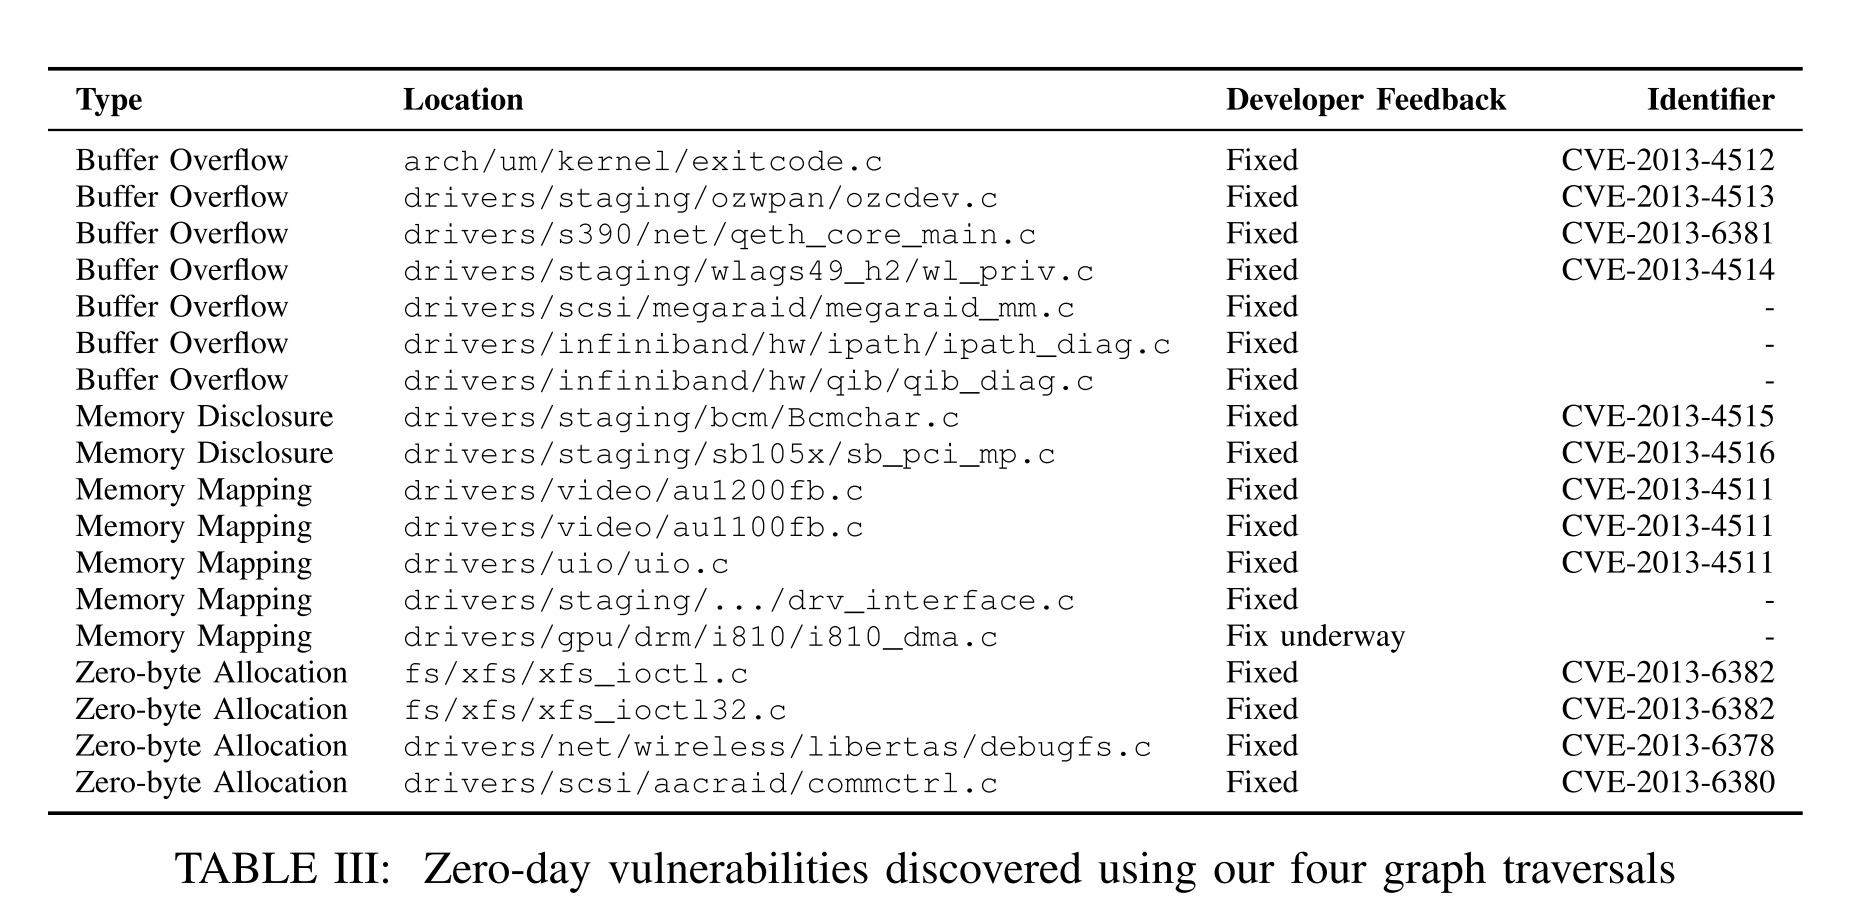 Type Location Developer Feedback Identifier
Buffer Overflow arch/um/kernel/exitcode.c Fixed CVE-2013-4512
Buffer Overflow drivers/staging/ozwpan/ozcdev.c Fixed CVE-2013-4513
Buffer Overflow drivers/s390/net/qeth_core_main.c Fixed CVE-2013-6381
Buffer Overflow drivers/staging/wlags49_h2/wl_priv.c Fixed CVE-2013-4514
Buffer Overflow drivers/scsi/megaraid/megaraid_mm.c Fixed -
Buffer Overflow drivers/infiniband/hw/ipath/ipath_diag.c Fixed -
Buffer Overflow drivers/infiniband/hw/qib/qib_diag.c Fixed -
Memory Disclosure drivers/staging/bcm/Bcmchar.c Fixed CVE-2013-4515
Memory Disclosure drivers/staging/sb105x/sb_pci_mp.c Fixed CVE-2013-4516
Memory Mapping drivers/video/au1200fb.c Fixed CVE-2013-4511
Memory Mapping drivers/video/au1100fb.c Fixed CVE-2013-4511
Memory Mapping drivers/uio/uio.c Fixed CVE-2013-4511
Memory Mapping drivers/staging/.../drv_interface.c Fixed -
Memory Mapping drivers/gpu/drm/i810/i810_dma.c Fix underway -
Zero-byte Allocation fs/xfs/xfs_ioctl.c Fixed CVE-2013-6382
Zero-byte Allocation fs/xfs/xfs_ioctl32.c Fixed CVE-2013-6382
Zero-byte Allocation drivers/net/wireless/libertas/debugfs.c Fixed CVE-2013-6378
Zero-byte Allocation drivers/scsi/aacraid/commctrl.c Fixed CVE-2013-6380
TABLE III: Zero-day vulnerabilities discovered using our four graph traversals